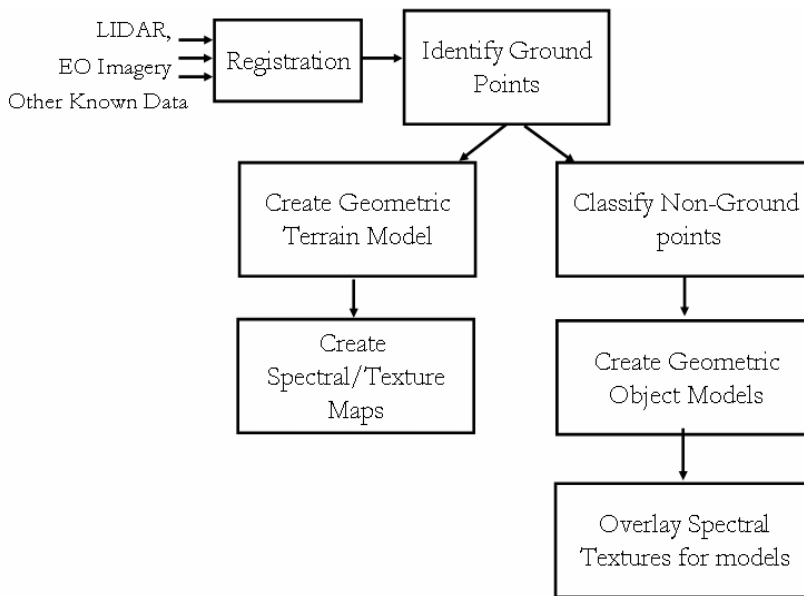 LIDAR,
EO Imagery
Other Known Data
Registration
Identify Ground
Points
Create Geometric
Terrain Model
Classify Non-Ground
points
Create
Spectral/Texture
Maps
Create Geometric
Object Models
Overlay Spectral
Textures for models